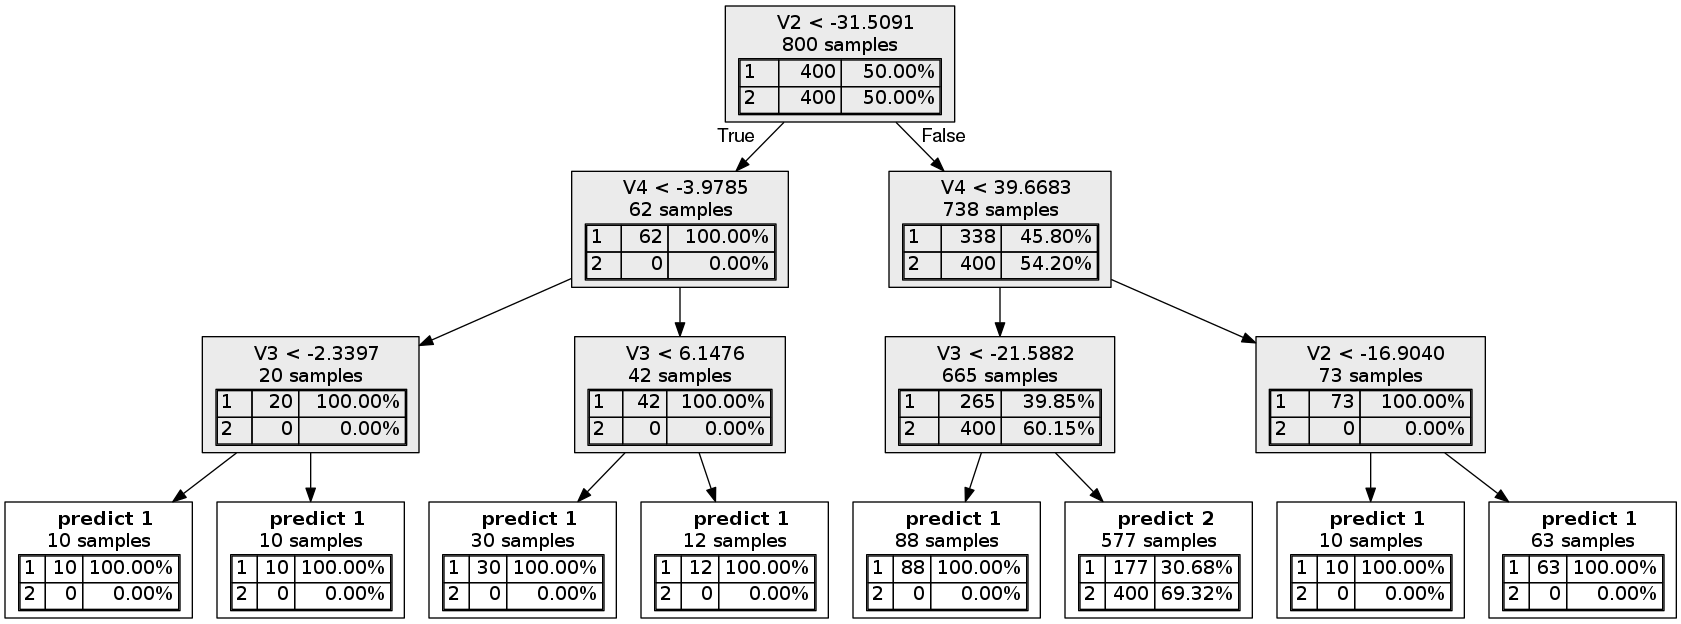 V2 < -31.5091
800 samples
1 400 50.00%
2 400 50.00%
True False
V4 < -3.9785
62 samples
1 62 100.00%
2 0 0.00%
V4 < 39.6683
738 samples
1 338 45.80%
2 400 54.20%
V3 < -2.3397
20 samples
1 20 100.00%
2 0 0.00%
V3 < 6.1476
42 samples
1 42 100.00%
2 0 0.00%
V3 < -21.5882
665 samples
1 265 39.85%
2 400 60.15%
V2 < -16.9040
73 samples
1 73 100.00%
2 0 0.00%
predict 1
10 samples
1 10 100.00%
2 0 0.00%
predict 1
10 samples
1 10 100.00%
2 0 0.00%
predict 1
30 samples
1 30 100.00%
2 0 0.00%
predict 1
12 samples
1 12 100.00%
2 0 0.00%
predict 1
88 samples
1 88 100.00%
2 0 0.00%
predict 2
577 samples
1 177 30.68%
2 400 69.32%
predict 1
10 samples
1 10 100.00%
2 0 0.00%
predict 1
63 samples
1 63 100.00%
2 0 0.00%